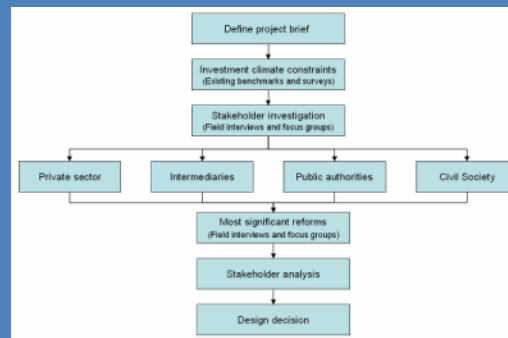 Define project brief
Investment climate constraints
(Existing benchmarks and surveys)
Stakeholder investigation
(Field interviews and focus groups)
Private sector
Intermediaries
Public authorities
Civil Society
Most significant reforms
(Field interviews and focus groups)
Stakeholder analysis
Design decision